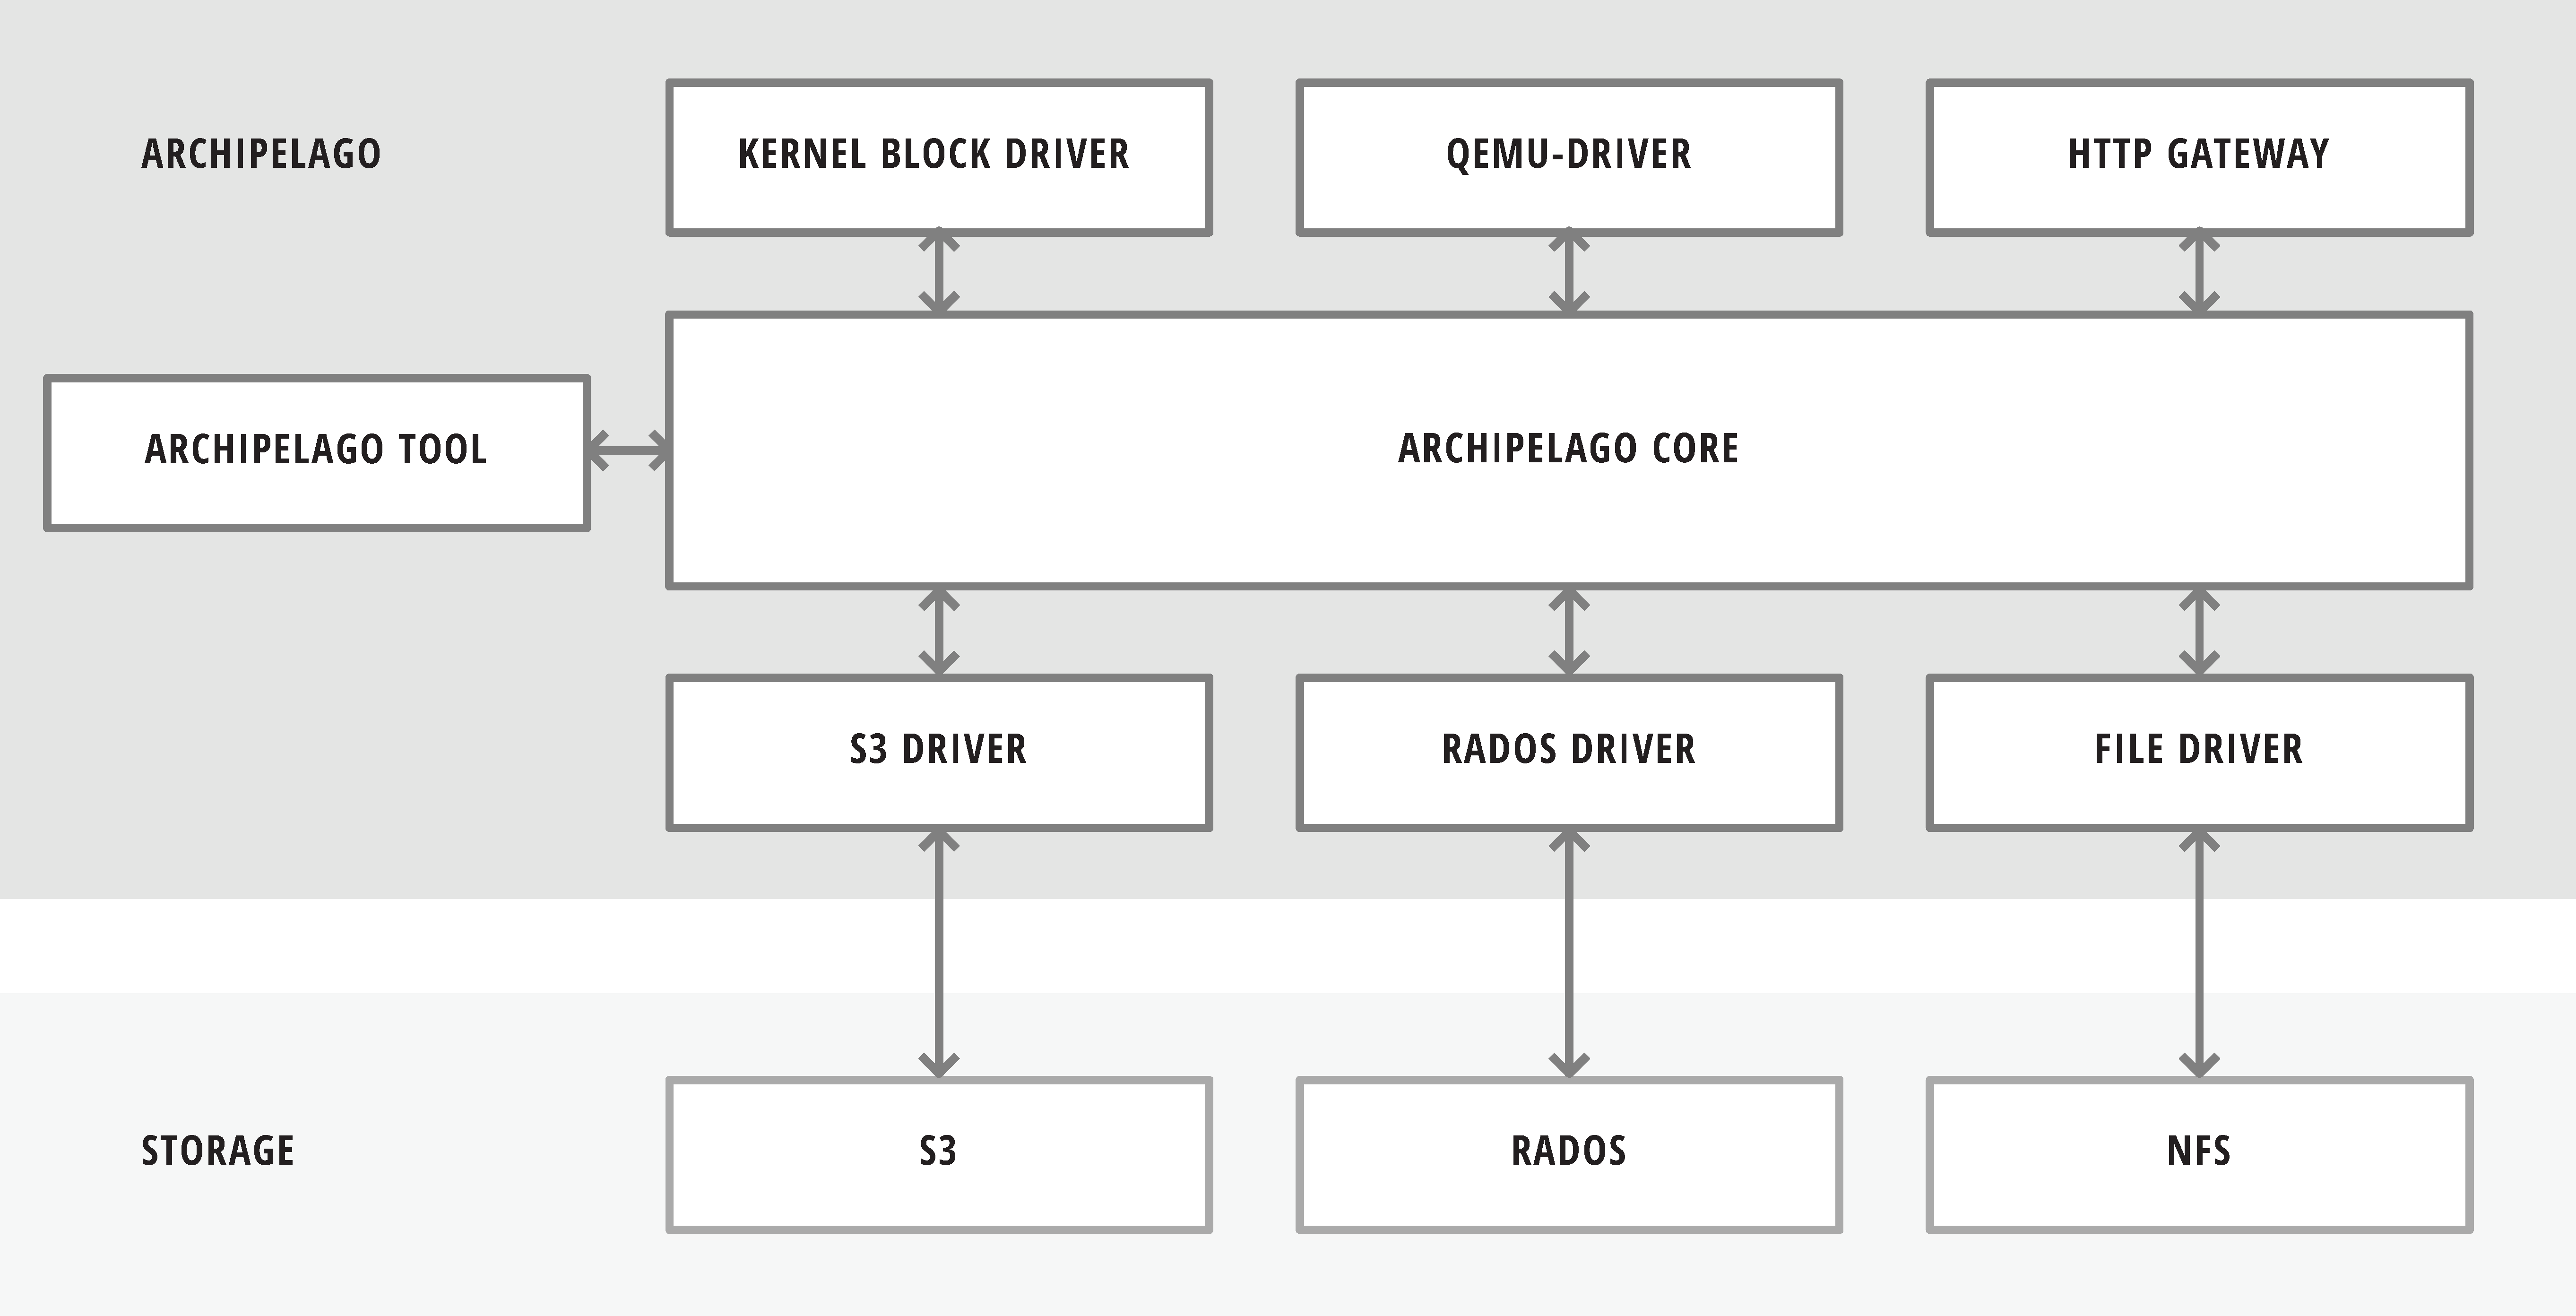 ARCHIPELAGO
KERNEL BLOCK DRIVER
QEMU-DRIVER
HTTP GATEWAY
ARCHIPELAGO TOOL
ARCHIPELAGO CORE
S3 DRIVER
RADOS DRIVER
FILE DRIVER
STORAGE
S3
RADOS
NFS